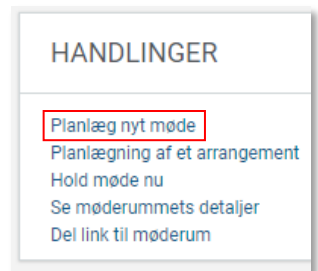 HANDLINGER
Planlæg nyt møde
Planlægning af et arrangement
Hold møde nu
Se møderummets detaljer
Del link til møderum